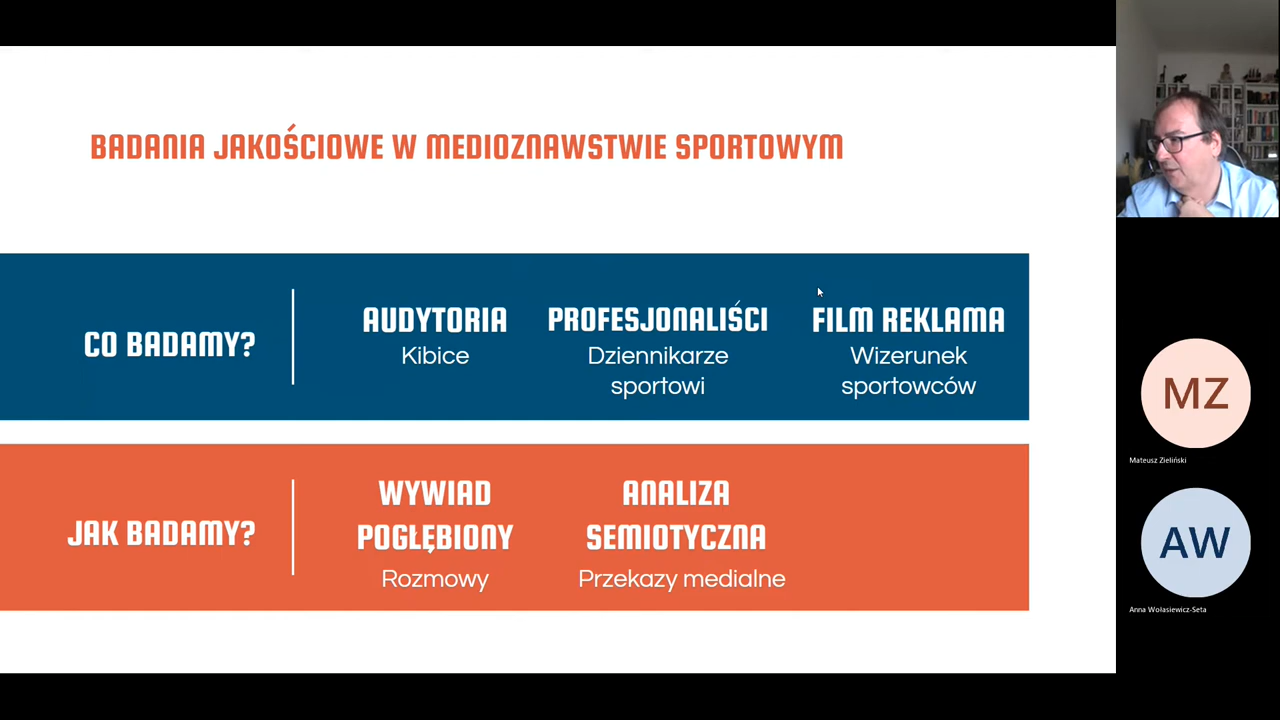 BADANIA JAKOŚCIOWE W MEDIOZNAWSTWIE SPORTOWYM
CO BADAMY?
AUDYTORIA
Kibice
PROFESJONALIŚCI
Dziennikarze
sportowi
FILM REKLAMA
Wizerunek
sportowców
JAK BADAMY?
WYWIAD
POGŁĘBIONY
Rozmowy
ANALIZA
SEMIOTYCZNA
Przekazy medialne
MZ
Mateusz Zieliński
AW
Anna Wołasiewicz-Seta